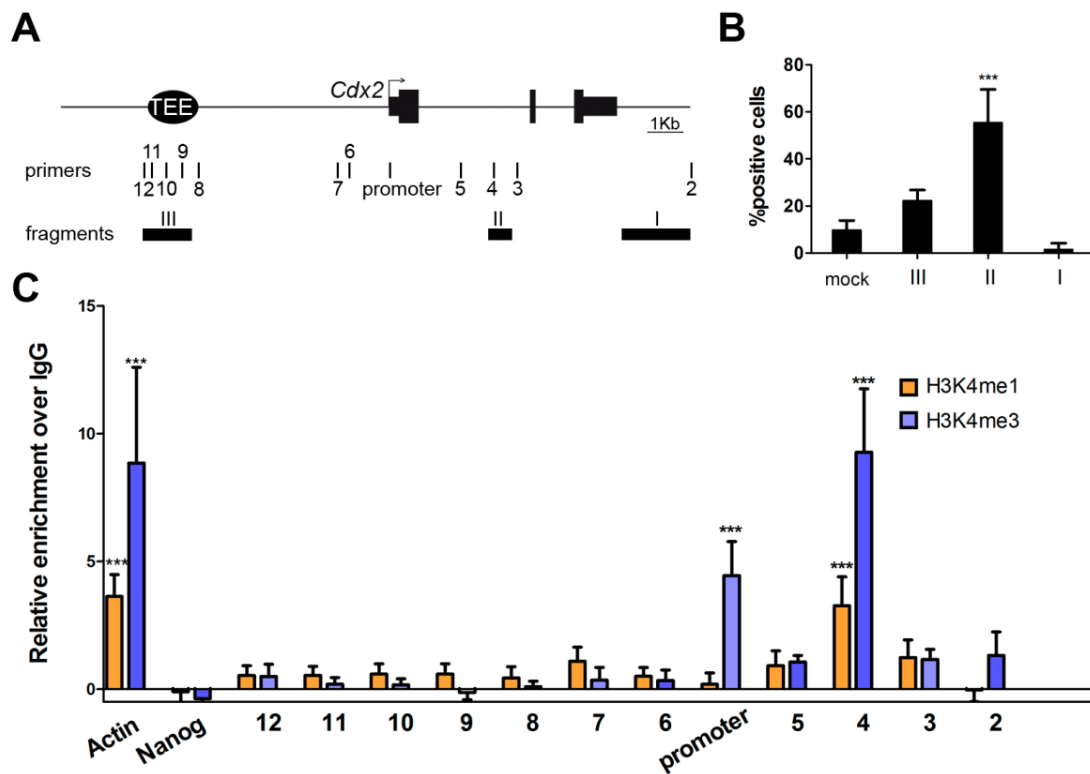 A
TEE
Cdx2
1Kb
primers
11 9 6
12 10 8 7 promoter 5 4 3 2
fragments
III II I
B
%positive cells
80
60
40
20
0
***
mock III II I
C
Relative enrichment over IgG
15
10
5
0
*** *** *** *** ***
H3K4me1
H3K4me3
Actin Nanog 12 11 10 9 8 7 6 promoter 5 4 3 2